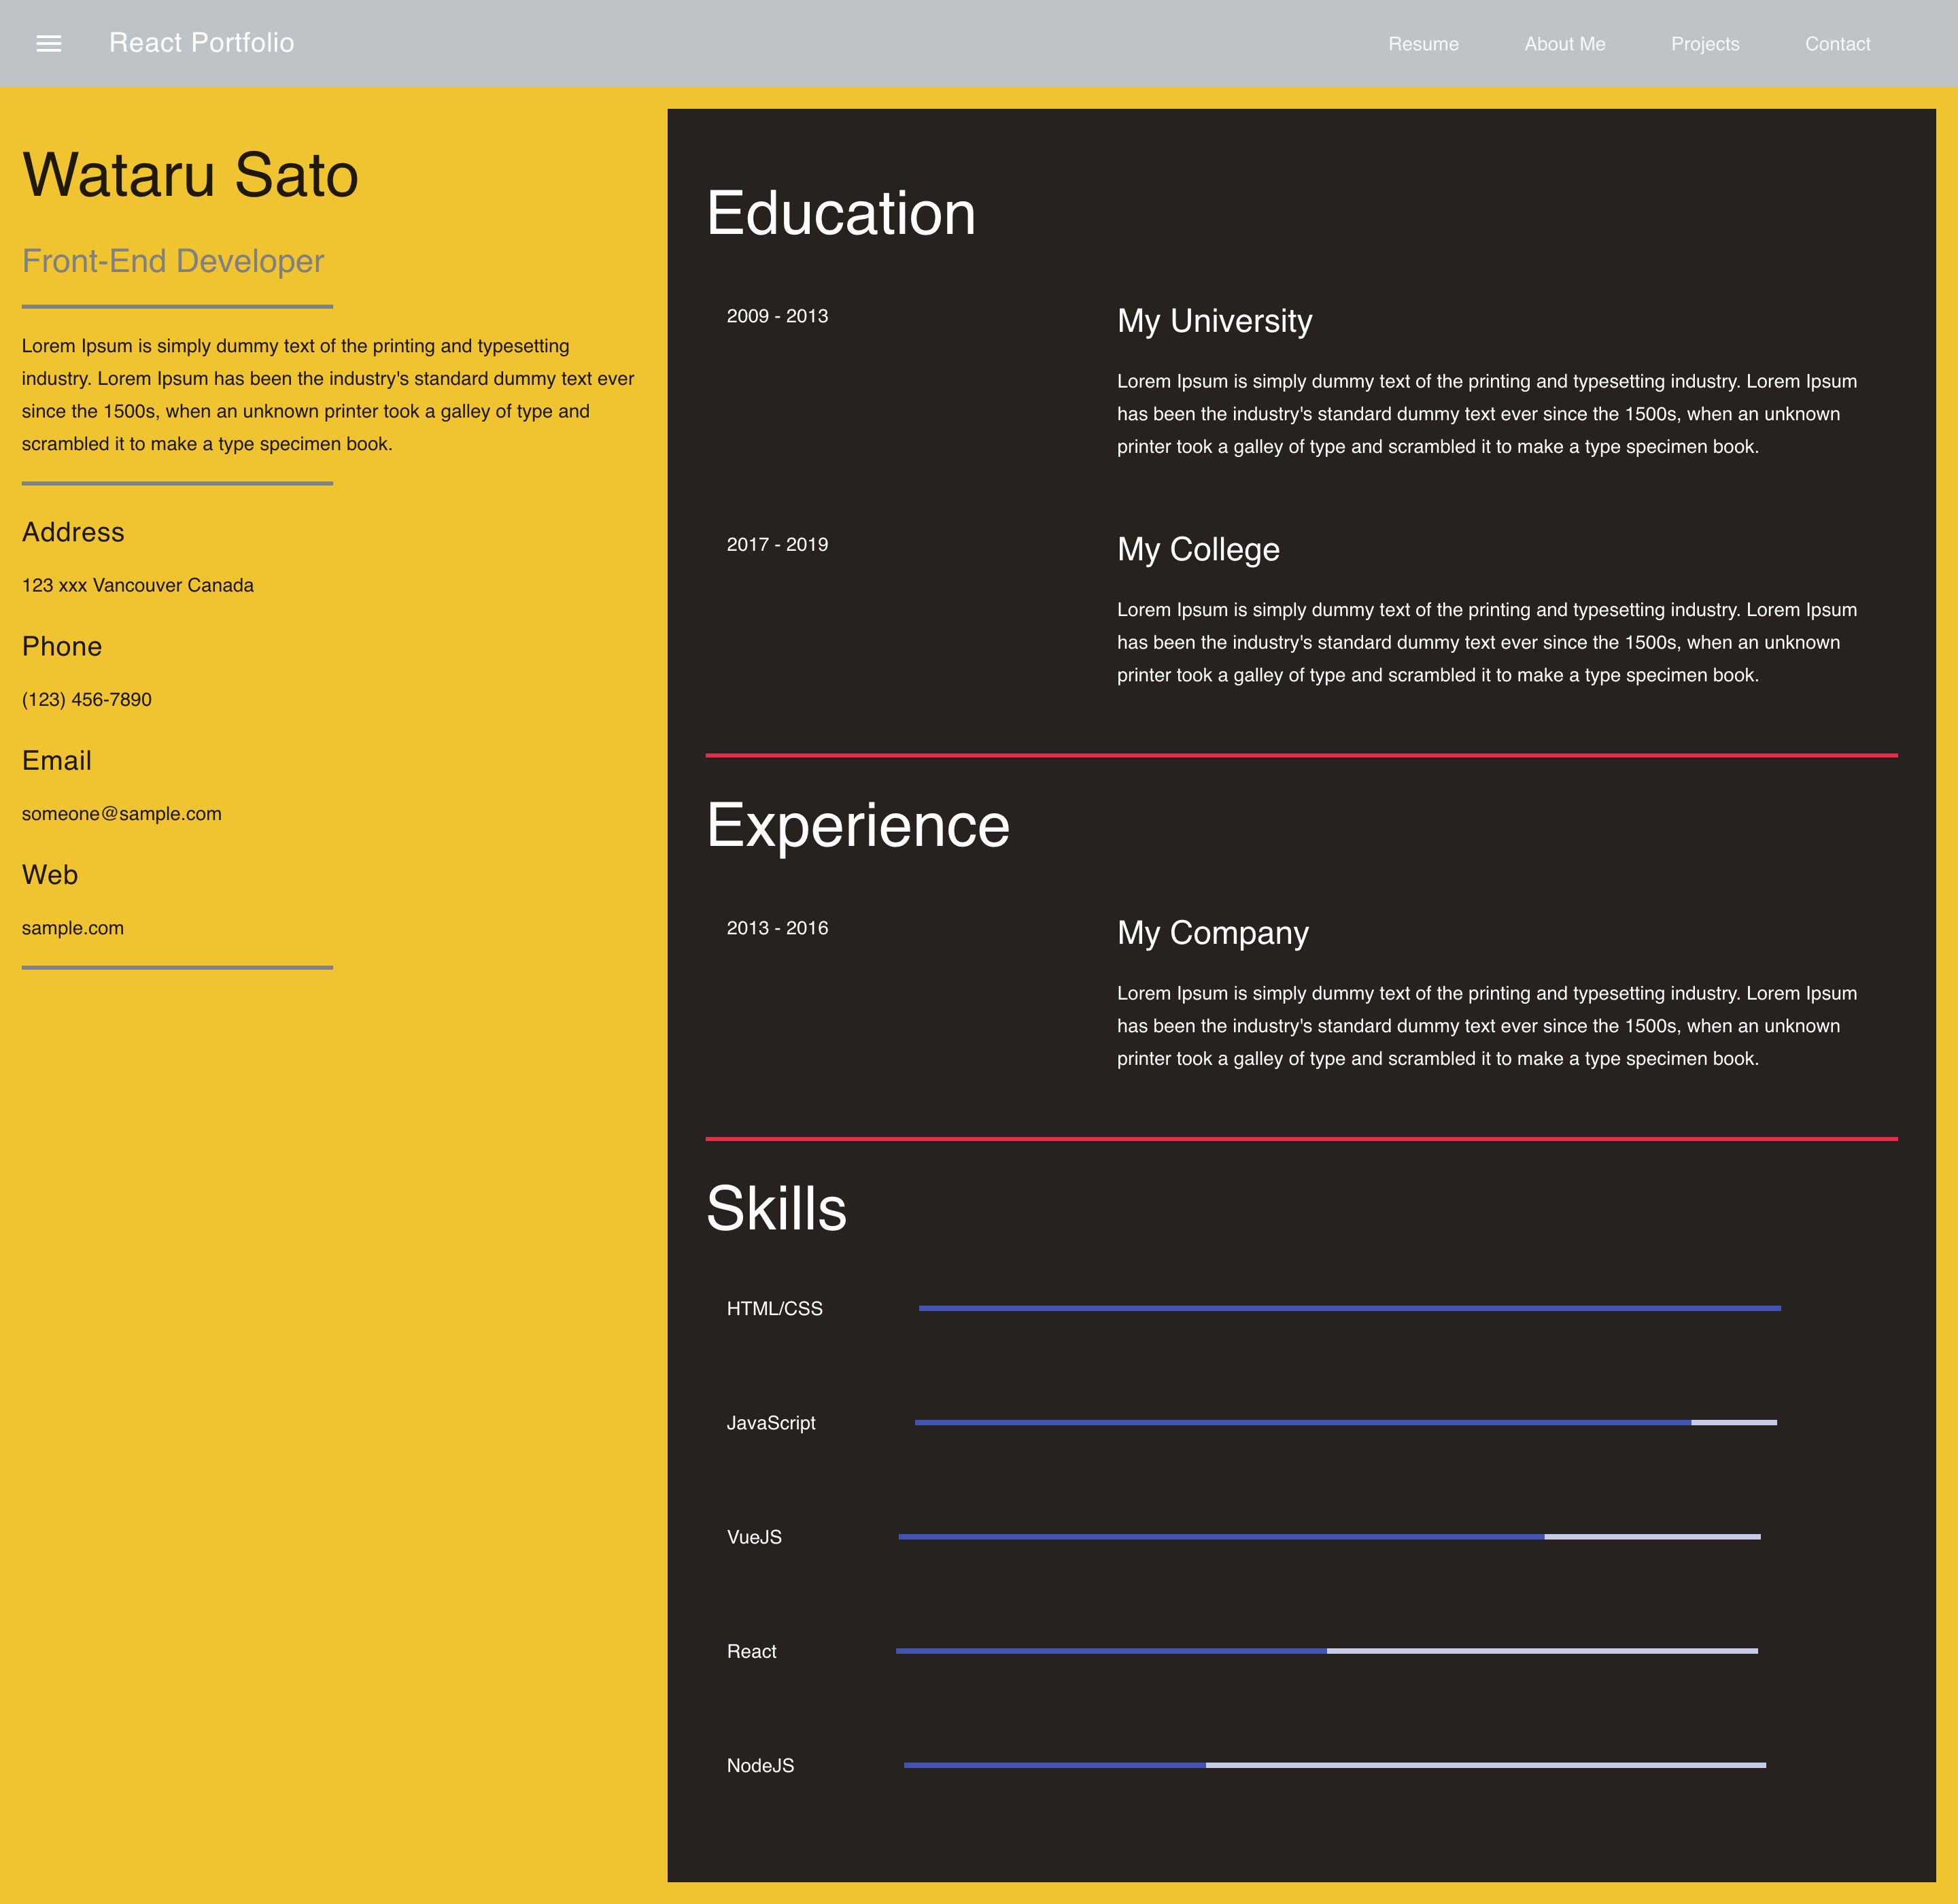 React Portfolio
Resume About Me Projects Contact
Wataru Sato
Front-End Developer
Lorem Ipsum is simply dummy text of the printing and typesetting
industry. Lorem Ipsum has been the industry's standard dummy text ever
since the 1500s, when an unknown printer took a galley of type and
scrambled it to make a type specimen book.
Address
123 xxx Vancouver Canada
Phone
(123) 456-7890
Email
someone@sample.com
Web
sample.com
Education
2009 - 2013
My University
Lorem Ipsum is simply dummy text of the printing and typesetting industry. Lorem Ipsum
has been the industry's standard dummy text ever since the 1500s, when an unknown
printer took a galley of type and scrambled it to make a type specimen book.
2017 - 2019
My College
Lorem Ipsum is simply dummy text of the printing and typesetting industry. Lorem Ipsum
has been the industry's standard dummy text ever since the 1500s, when an unknown
printer took a galley of type and scrambled it to make a type specimen book.
Experience
2013 - 2016
My Company
Lorem Ipsum is simply dummy text of the printing and typesetting industry. Lorem Ipsum
has been the industry's standard dummy text ever since the 1500s, when an unknown
printer took a galley of type and scrambled it to make a type specimen book.
Skills
HTML/CSS
JavaScript
VueJS
React
NodeJS